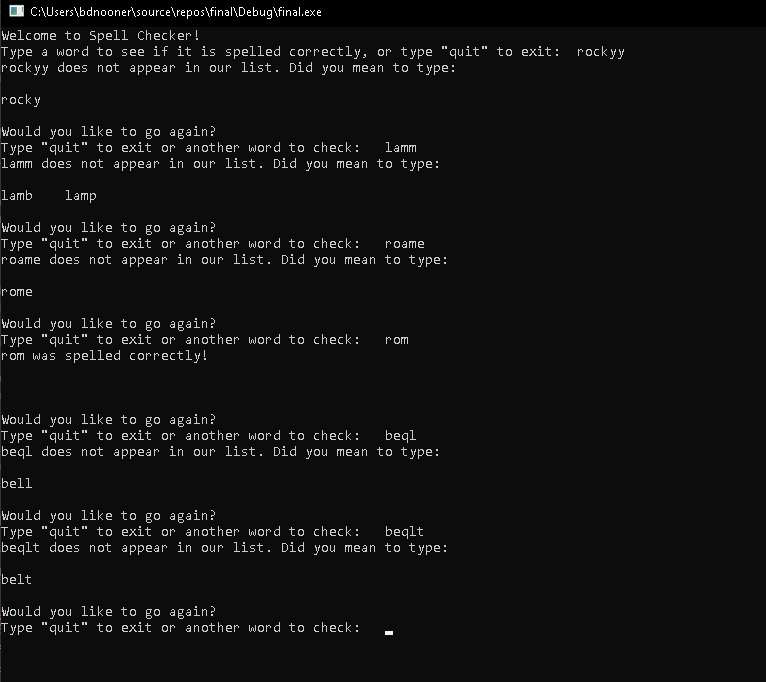 C:\Users\bdnooner\source\repos\final\Debug\final.exe
Welcome to Spell Checker!
Type a word to see if it is spelled correctly, or type "quit" to exit:  rockyy
rockyy does not appear in our list. Did you mean to type:
rocky
Would you like to go again?
Type "quit" to exit or another word to check:   lamm
lamm does not appear in our list. Did you mean to type:
lamb    lamp
Would you like to go again?
Type "quit" to exit or another word to check:   roame
roame does not appear in our list. Did you mean to type:
rome
Would you like to go again?
Type "quit" to exit or another word to check:   rom
rom was spelled correctly!
Would you like to go again?
Type "quit" to exit or another word to check:   beql
beql does not appear in our list. Did you mean to type:
bell
Would you like to go again?
Type "quit" to exit or another word to check:   beqlt
beqlt does not appear in our list. Did you mean to type:
belt
Would you like to go again?
Type "quit" to exit or another word to check: